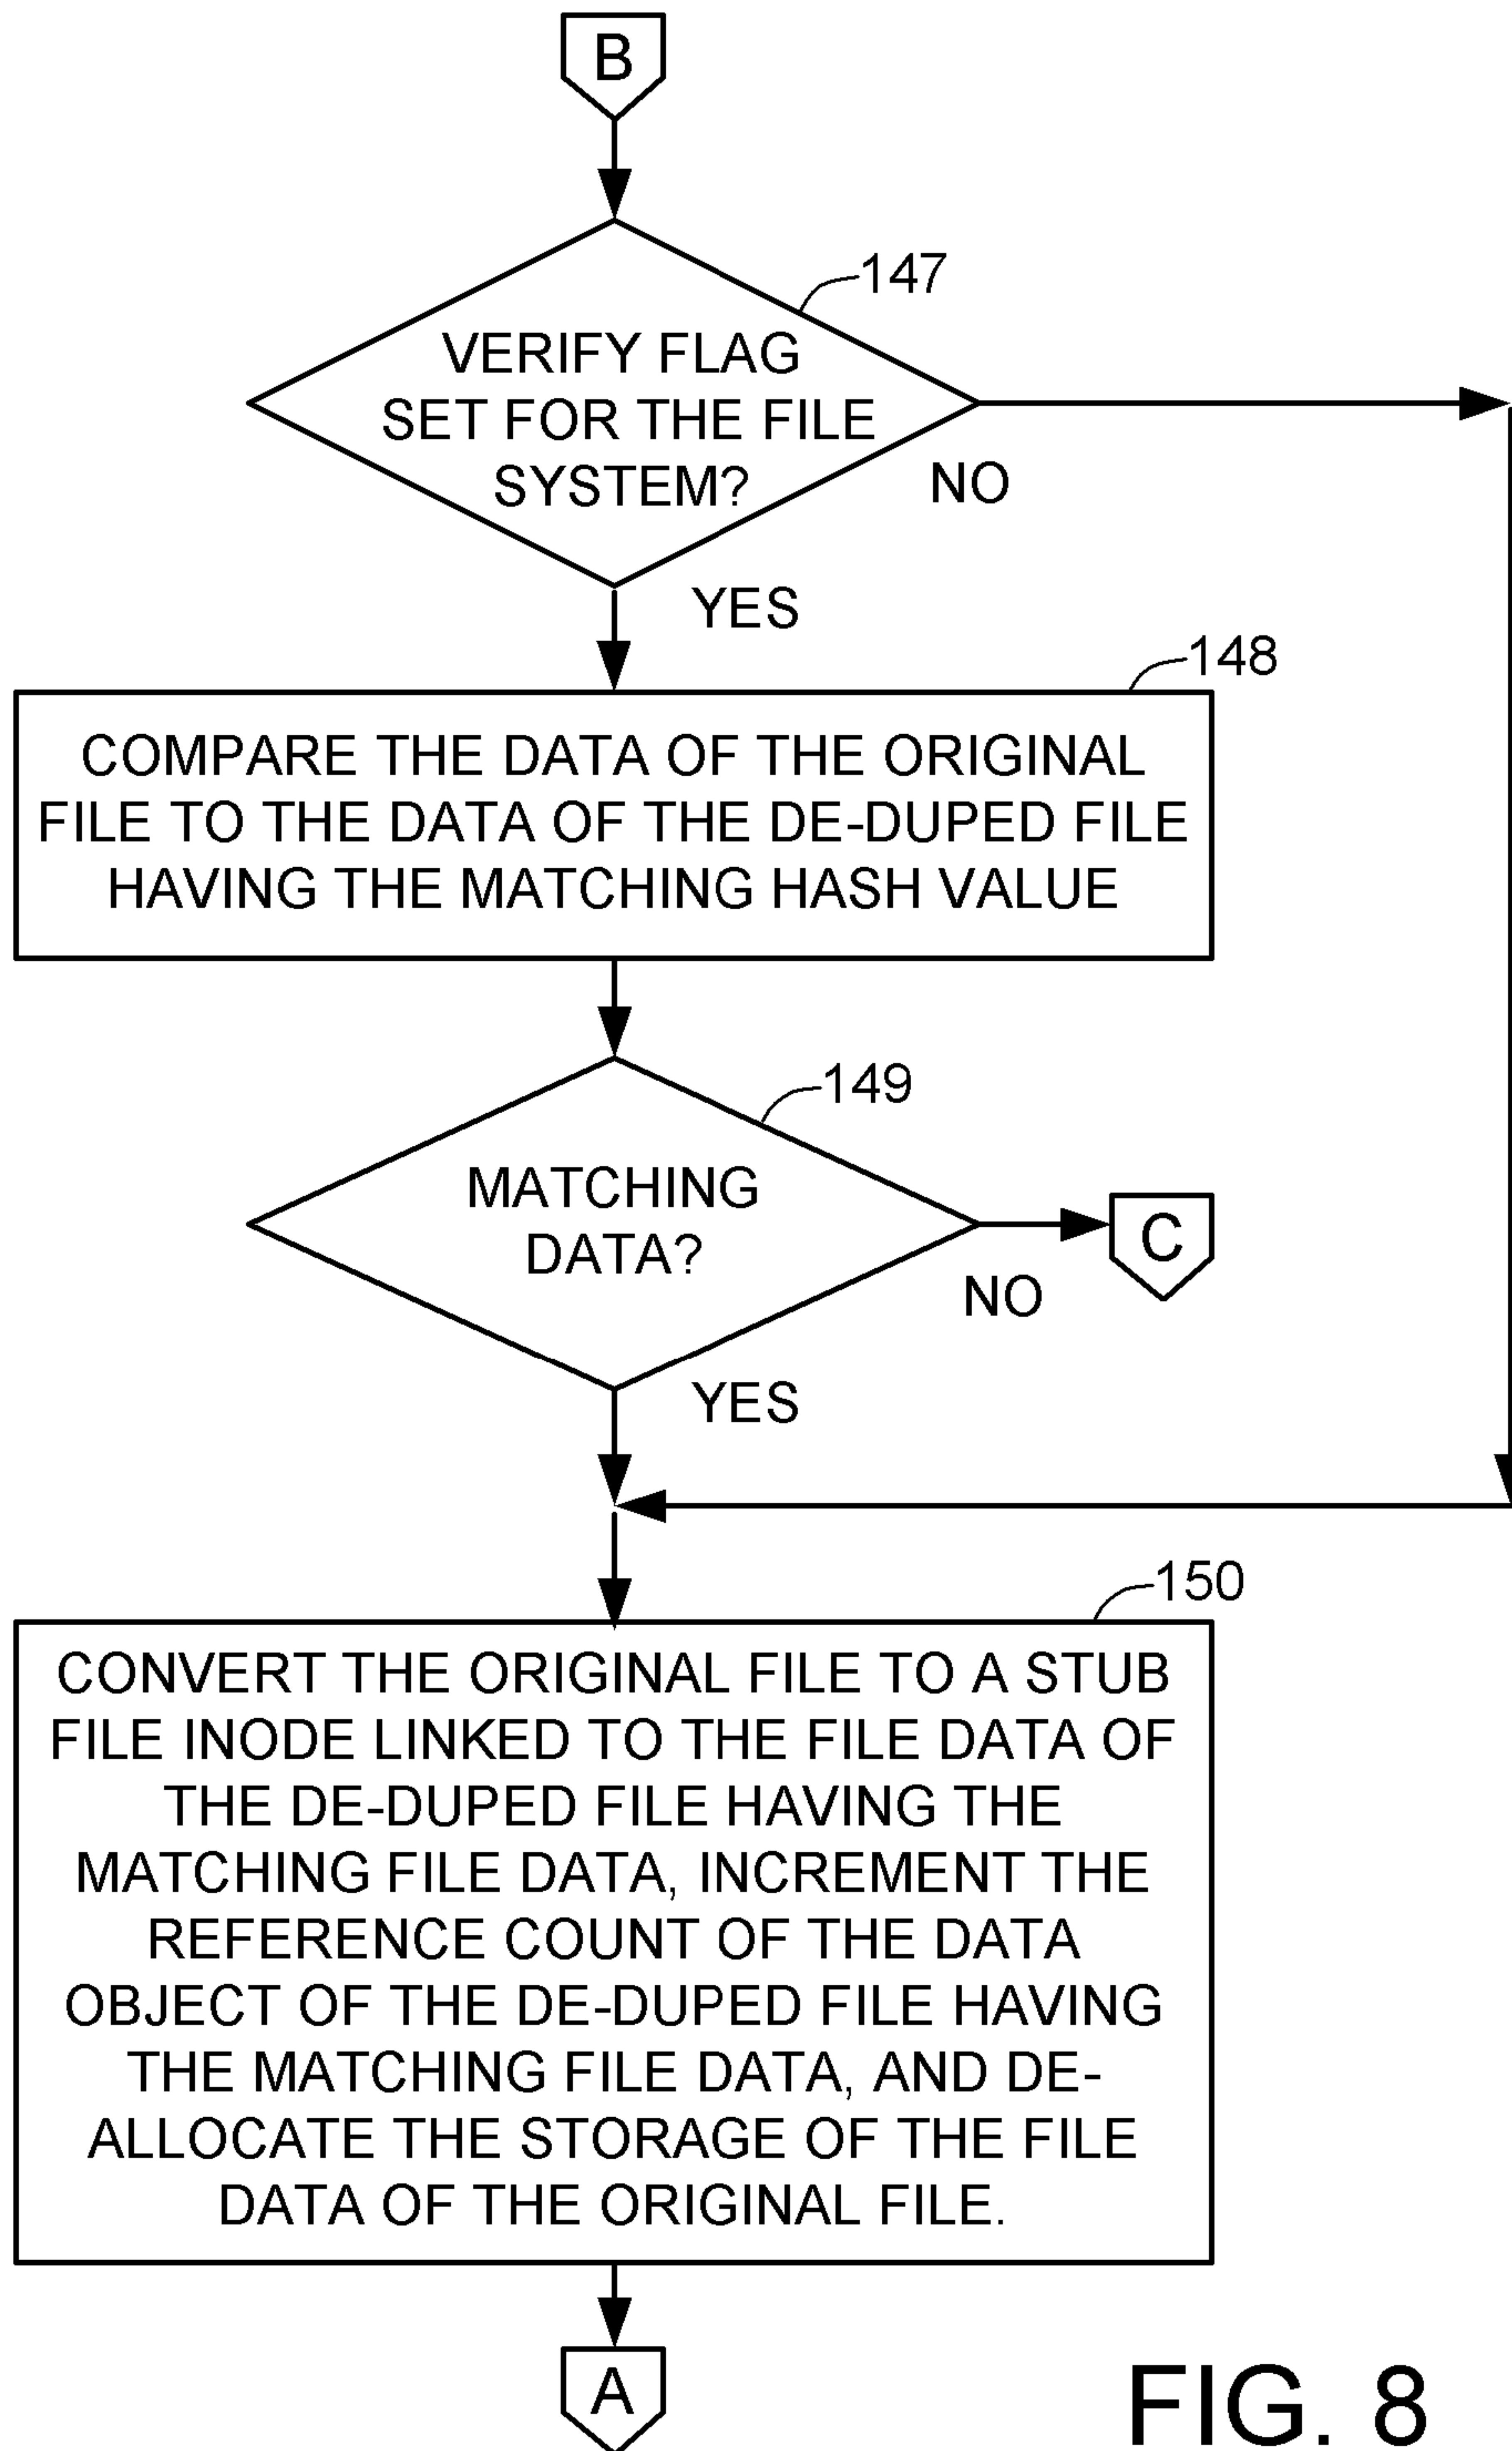 B
147
VERIFY FLAG
SET FOR THE FILE
SYSTEM?
NO
YES
148
COMPARE THE DATA OF THE ORIGINAL
FILE TO THE DATA OF THE DE-DUPED FILE
HAVING THE MATCHING HASH VALUE
149
MATCHING
DATA?
C
NO
YES
150
CONVERT THE ORIGINAL FILE TO A STUB
FILE INODE LINKED TO THE FILE DATA OF
THE DE-DUPED FILE HAVING THE
MATCHING FILE DATA, INCREMENT THE
REFERENCE COUNT OF THE DATA
OBJECT OF THE DE-DUPED FILE HAVING
THE MATCHING FILE DATA, AND DE-
ALLOCATE THE STORAGE OF THE FILE
DATA OF THE ORIGINAL FILE.
A
FIG. 8